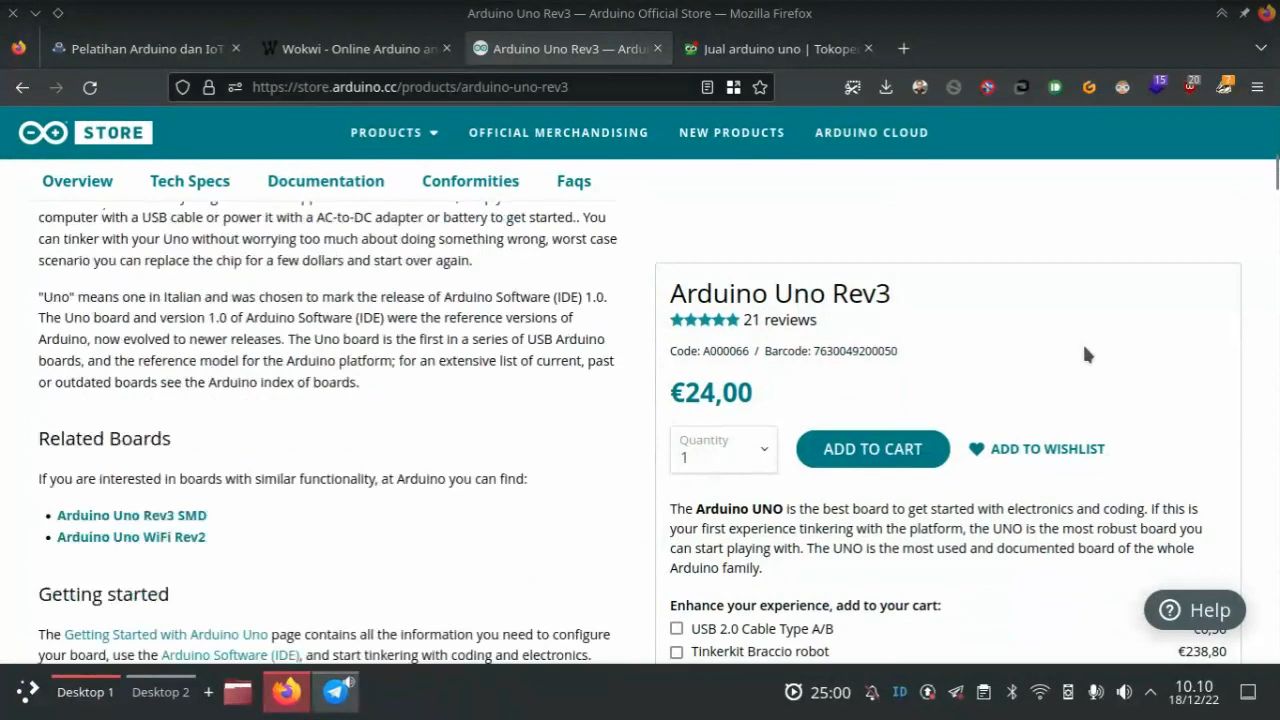 Arduino Uno Rev3 — Arduino Official Store — Mozilla Firefox
Pelatihan Arduino dan IoT
Wokwi - Online Arduino an
Arduino Uno Rev3 — Ardu
Jual arduino uno | Tokope
https://store.arduino.cc/products/arduino-uno-rev3
15
20
2
STORE
PRODUCTS
OFFICIAL MERCHANDISING
NEW PRODUCTS
ARDUINO CLOUD
Overview
Tech Specs
Documentation
Conformities
Faqs
computer with a USB cable or power it with a AC-to-DC adapter or battery to get started.. You
can tinker with your Uno without worrying too much about doing something wrong, worst case
scenario you can replace the chip for a few dollars and start over again.
"Uno" means one in Italian and was chosen to mark the release of Arduino Software (IDE) 1.0.
The Uno board and version 1.0 of Arduino Software (IDE) were the reference versions of
Arduino, now evolved to newer releases. The Uno board is the first in a series of USB Arduino
boards, and the reference model for the Arduino platform; for an extensive list of current, past
or outdated boards see the Arduino index of boards.
Related Boards
If you are interested in boards with similar functionality, at Arduino you can find:
• Arduino Uno Rev3 SMD
• Arduino Uno WiFi Rev2
Getting started
The Getting Started with Arduino Uno page contains all the information you need to configure
your board, use the Arduino Software (IDE), and start tinkering with coding and electronics.
Arduino Uno Rev3
21 reviews
Code: A000066 / Barcode: 7630049200050
€24,00
Quantity
1
ADD TO CART
ADD TO WISHLIST
The Arduino UNO is the best board to get started with electronics and coding. If this is
your first experience tinkering with the platform, the UNO is the most robust board you
can start playing with. The UNO is the most used and documented board of the whole
Arduino family.
Enhance your experience, add to your cart:
USB 2.0 Cable Type A/B
Tinkerkit Braccio robot €238,80
Help
Desktop 1
Desktop 2
25:00
ID
10.10
18/12/22